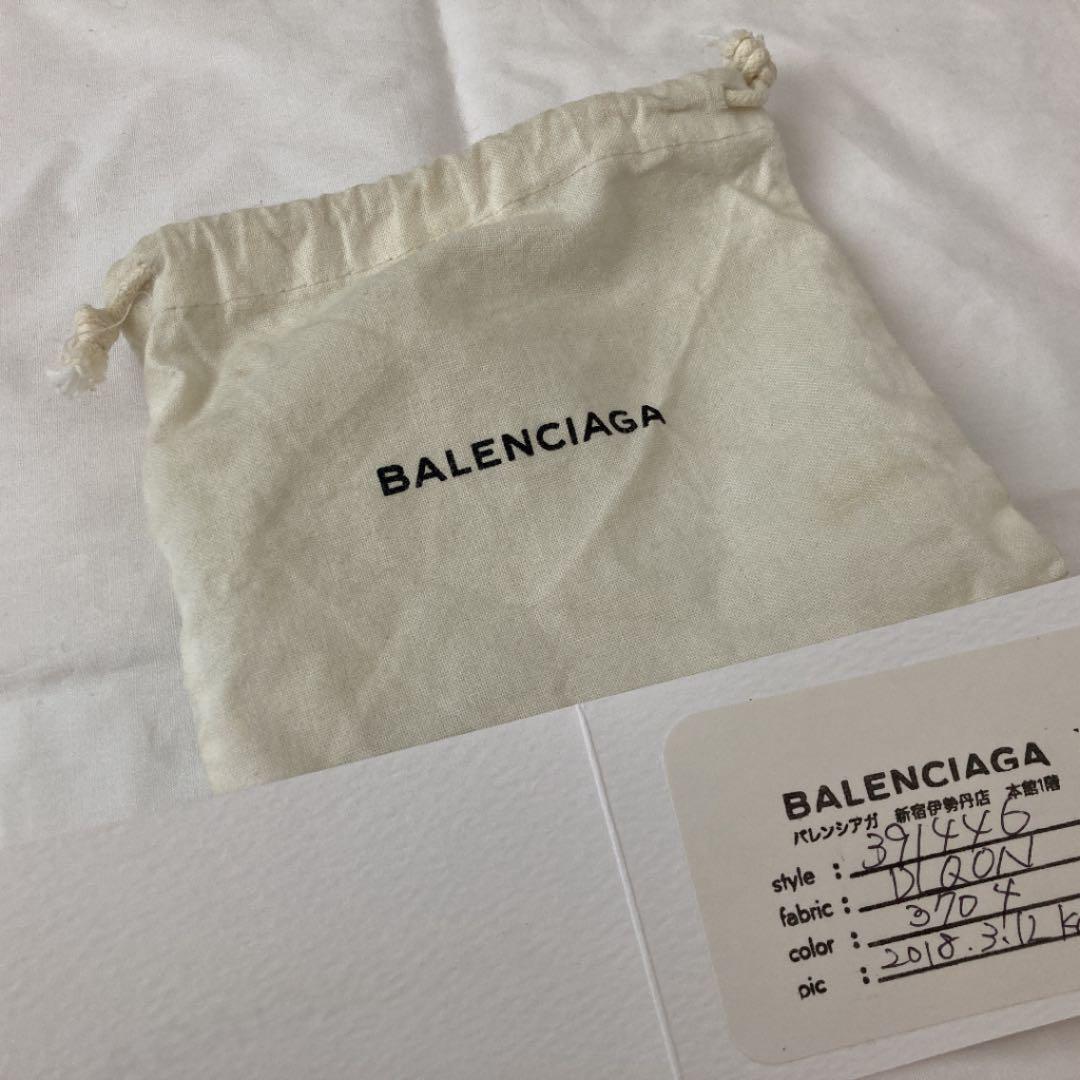 BALENCIAGA
BALENCIAGA
バレンシアガ 新宿伊勢丹店 本館1階
style : 391446
fabric : DLQ0N
color : 3704
pic : 2018.3.12